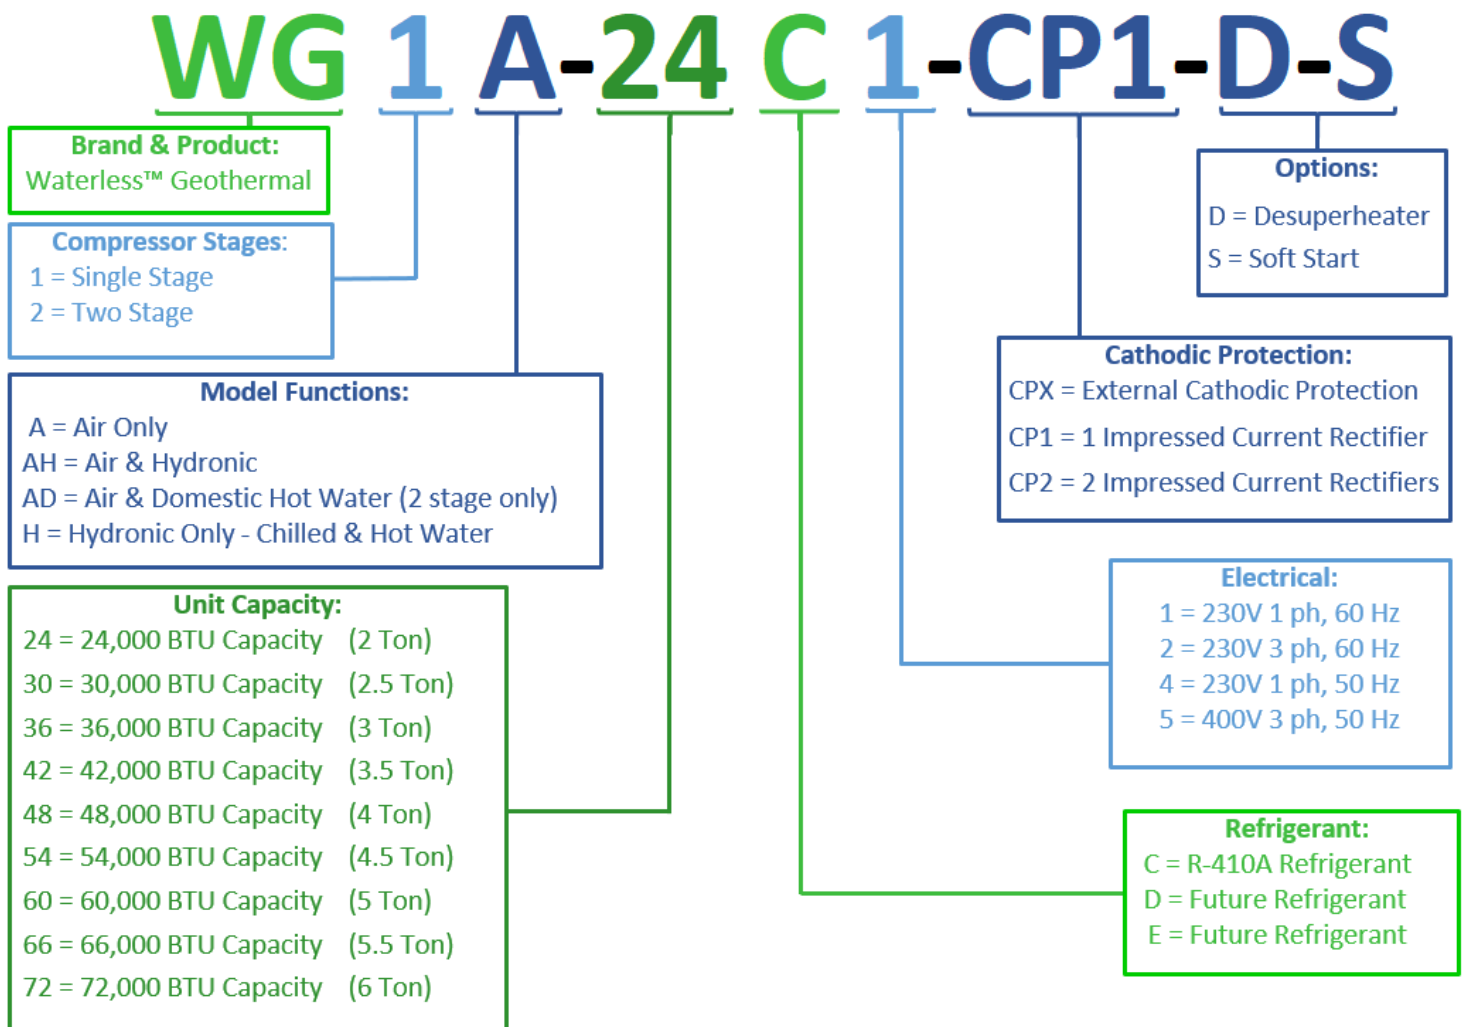 WG 1 A-24 C 1-CP1-D-S
Brand & Product:
Waterless™ Geothermal
Compressor Stages:
1 = Single Stage
2 = Two Stage
Model Functions:
A = Air Only
AH = Air & Hydronic
AD = Air & Domestic Hot Water (2 stage only)
H = Hydronic Only - Chilled & Hot Water
Unit Capacity:
24 = 24,000 BTU Capacity (2 Ton)
30 = 30,000 BTU Capacity (2.5 Ton)
36 = 36,000 BTU Capacity (3 Ton)
42 = 42,000 BTU Capacity (3.5 Ton)
48 = 48,000 BTU Capacity (4 Ton)
54 = 54,000 BTU Capacity (4.5 Ton)
60 = 60,000 BTU Capacity (5 Ton)
66 = 66,000 BTU Capacity (5.5 Ton)
72 = 72,000 BTU Capacity (6 Ton)
Options:
D = Desuperheater
S = Soft Start
Cathodic Protection:
CPX = External Cathodic Protection
CP1 = 1 Impressed Current Rectifier
CP2 = 2 Impressed Current Rectifiers
Electrical:
1 = 230V 1 ph, 60 Hz
2 = 230V 3 ph, 60 Hz
4 = 230V 1 ph, 50 Hz
5 = 400V 3 ph, 50 Hz
Refrigerant:
C = R-410A Refrigerant
D = Future Refrigerant
E = Future Refrigerant